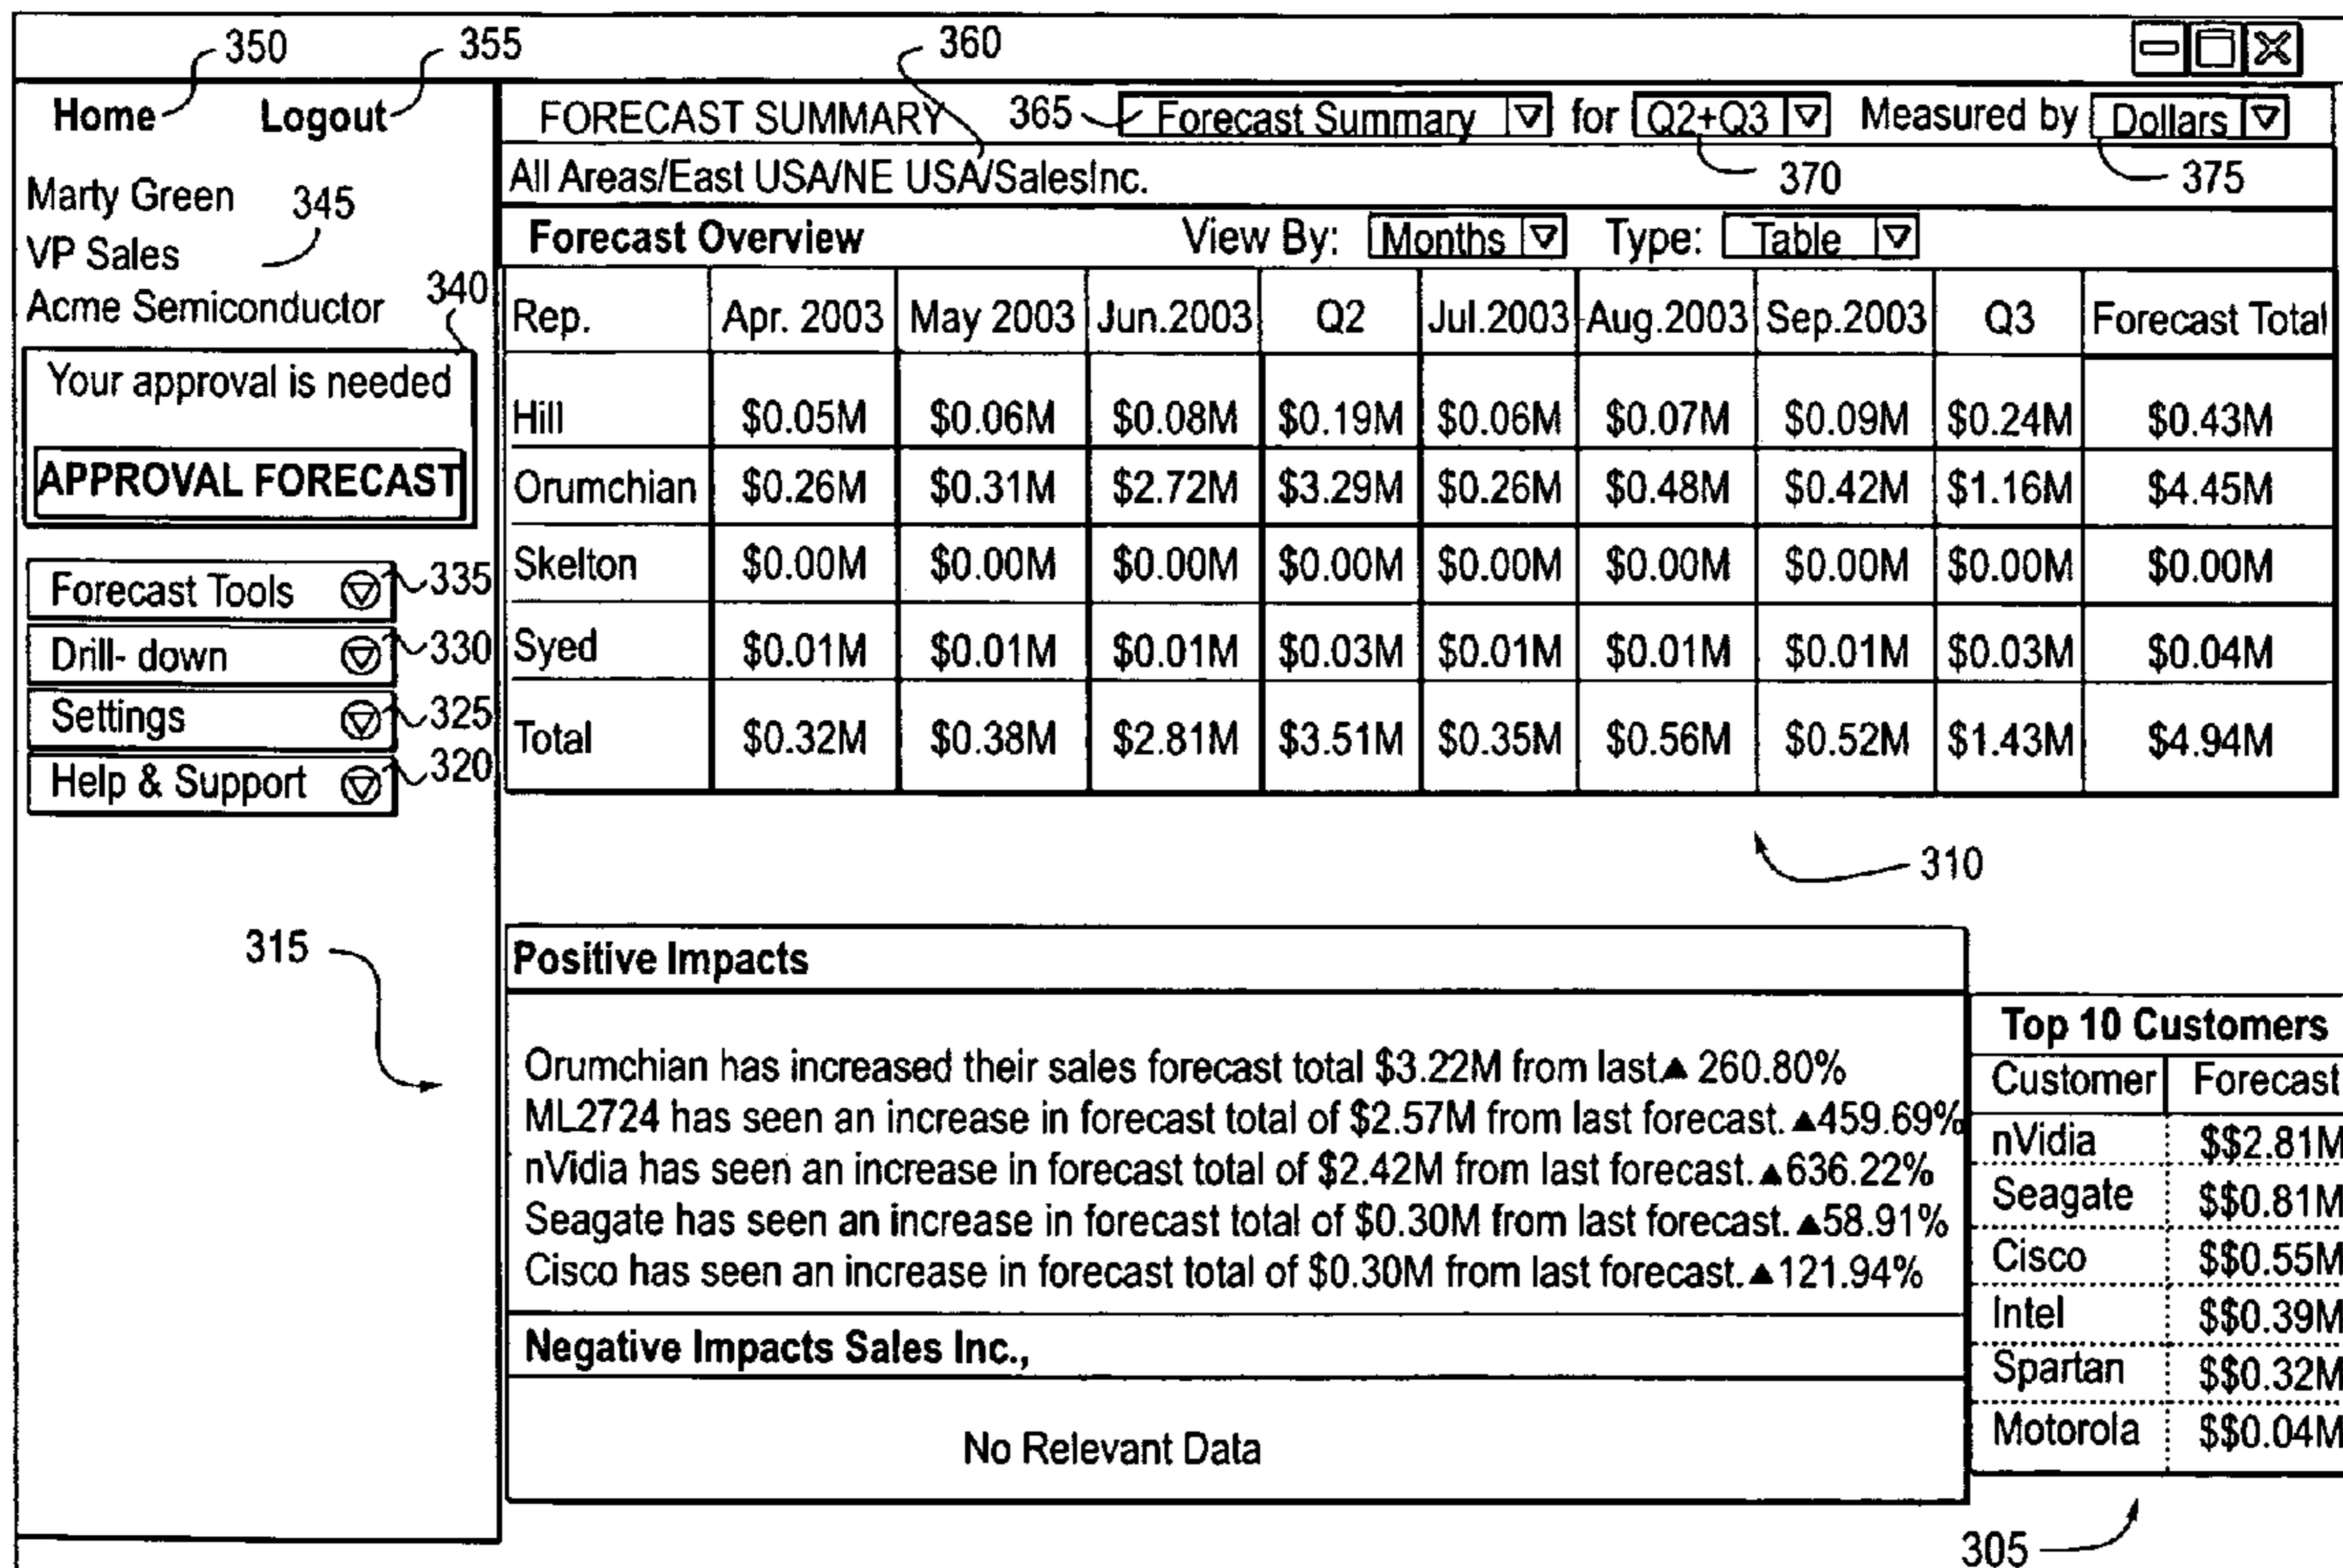 350 355 360
Home Logout
FORECAST SUMMARY 365 Forecast Summary for Q2+Q3 Measured by Dollars
All Areas/East USA/NE USA/SalesInc. 370 375
Marty Green 345
VP Sales
Acme Semiconductor 340
Your approval is needed
APPROVAL FORECAST
Forecast Tools 335
Drill- down 330
Settings 325
Help & Support 320
315
Forecast Overview View By: Months Type: Table
Rep. Apr. 2003 May 2003 Jun.2003 Q2 Jul.2003 Aug.2003 Sep.2003 Q3 Forecast Total
Hill $0.05M $0.06M $0.08M $0.19M $0.06M $0.07M $0.09M $0.24M $0.43M
Orumchian $0.26M $0.31M $2.72M $3.29M $0.26M $0.48M $0.42M $1.16M $4.45M
Skelton $0.00M $0.00M $0.00M $0.00M $0.00M $0.00M $0.00M $0.00M $0.00M
Syed $0.01M $0.01M $0.01M $0.03M $0.01M $0.01M $0.01M $0.03M $0.04M
Total $0.32M $0.38M $2.81M $3.51M $0.35M $0.56M $0.52M $1.43M $4.94M
310
Positive Impacts
Orumchian has increased their sales forecast total $3.22M from last▲ 260.80%
ML2724 has seen an increase in forecast total of $2.57M from last forecast. ▲459.69%
nVidia has seen an increase in forecast total of $2.42M from last forecast. ▲636.22%
Seagate has seen an increase in forecast total of $0.30M from last forecast. ▲58.91%
Cisco has seen an increase in forecast total of $0.30M from last forecast. ▲121.94%
Negative Impacts Sales Inc.,
No Relevant Data
Top 10 Customers
Customer Forecast
nVidia $$2.81M
Seagate $$0.81M
Cisco $$0.55M
Intel $$0.39M
Spartan $$0.32M
Motorola $$0.04M
305